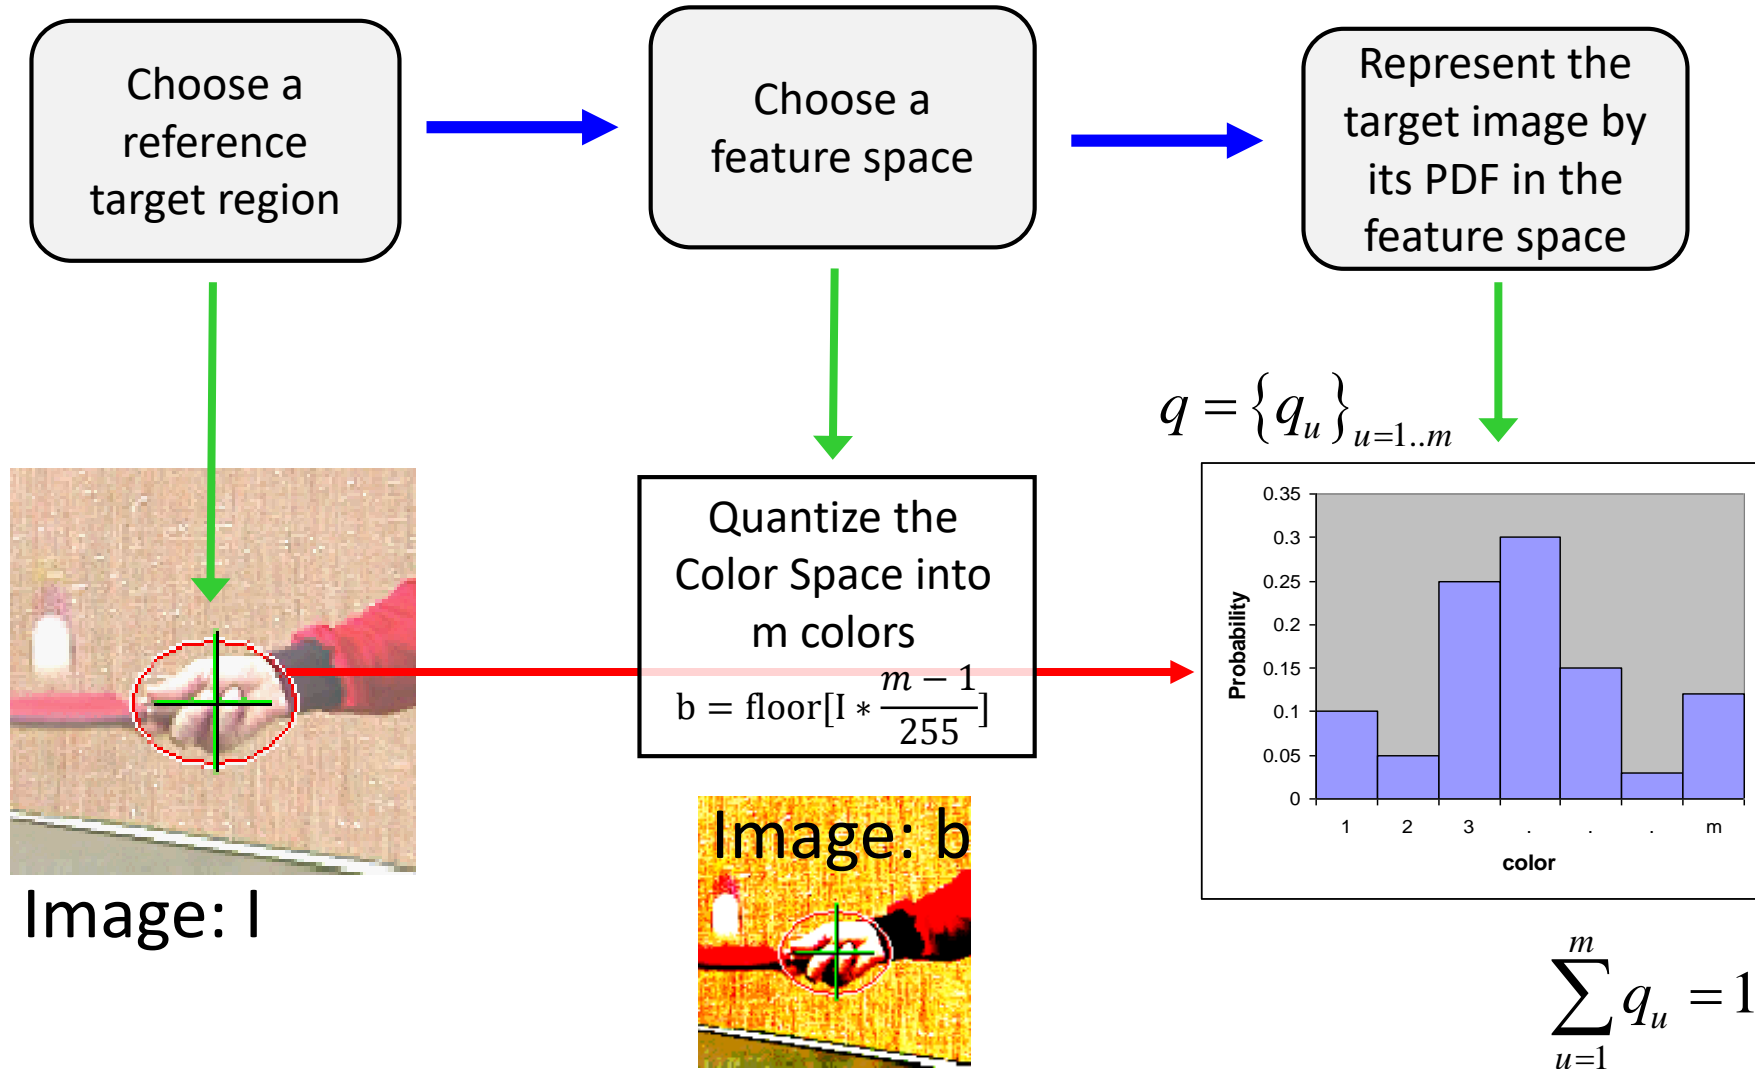 Choose a
reference
target region
Choose a
feature space
Represent the
target image by
its PDF in the
feature space
q = {q_u}_{u=1..m}
Quantize the
Color Space into
m colors
b = floor[I ∗ \frac{m − 1}{255}]
Image: I
Image: b
0.35
0.3
0.25
0.2
0.15
0.1
0.05
0
Probability
1 2 3 . . . m
color
\sum_{u=1}^{m} q_u = 1